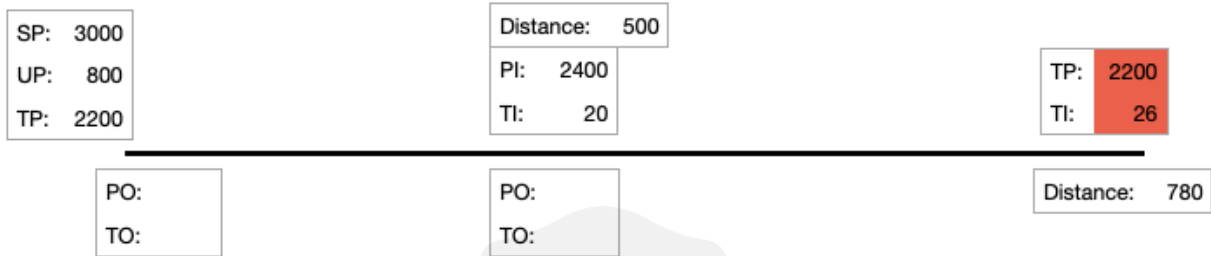 SP: 3000
UP: 800
TP: 2200
Distance: 500
PI: 2400
TI: 20
TP: 2200
TI: 26
PO:
TO:
PO:
TO:
Distance: 780